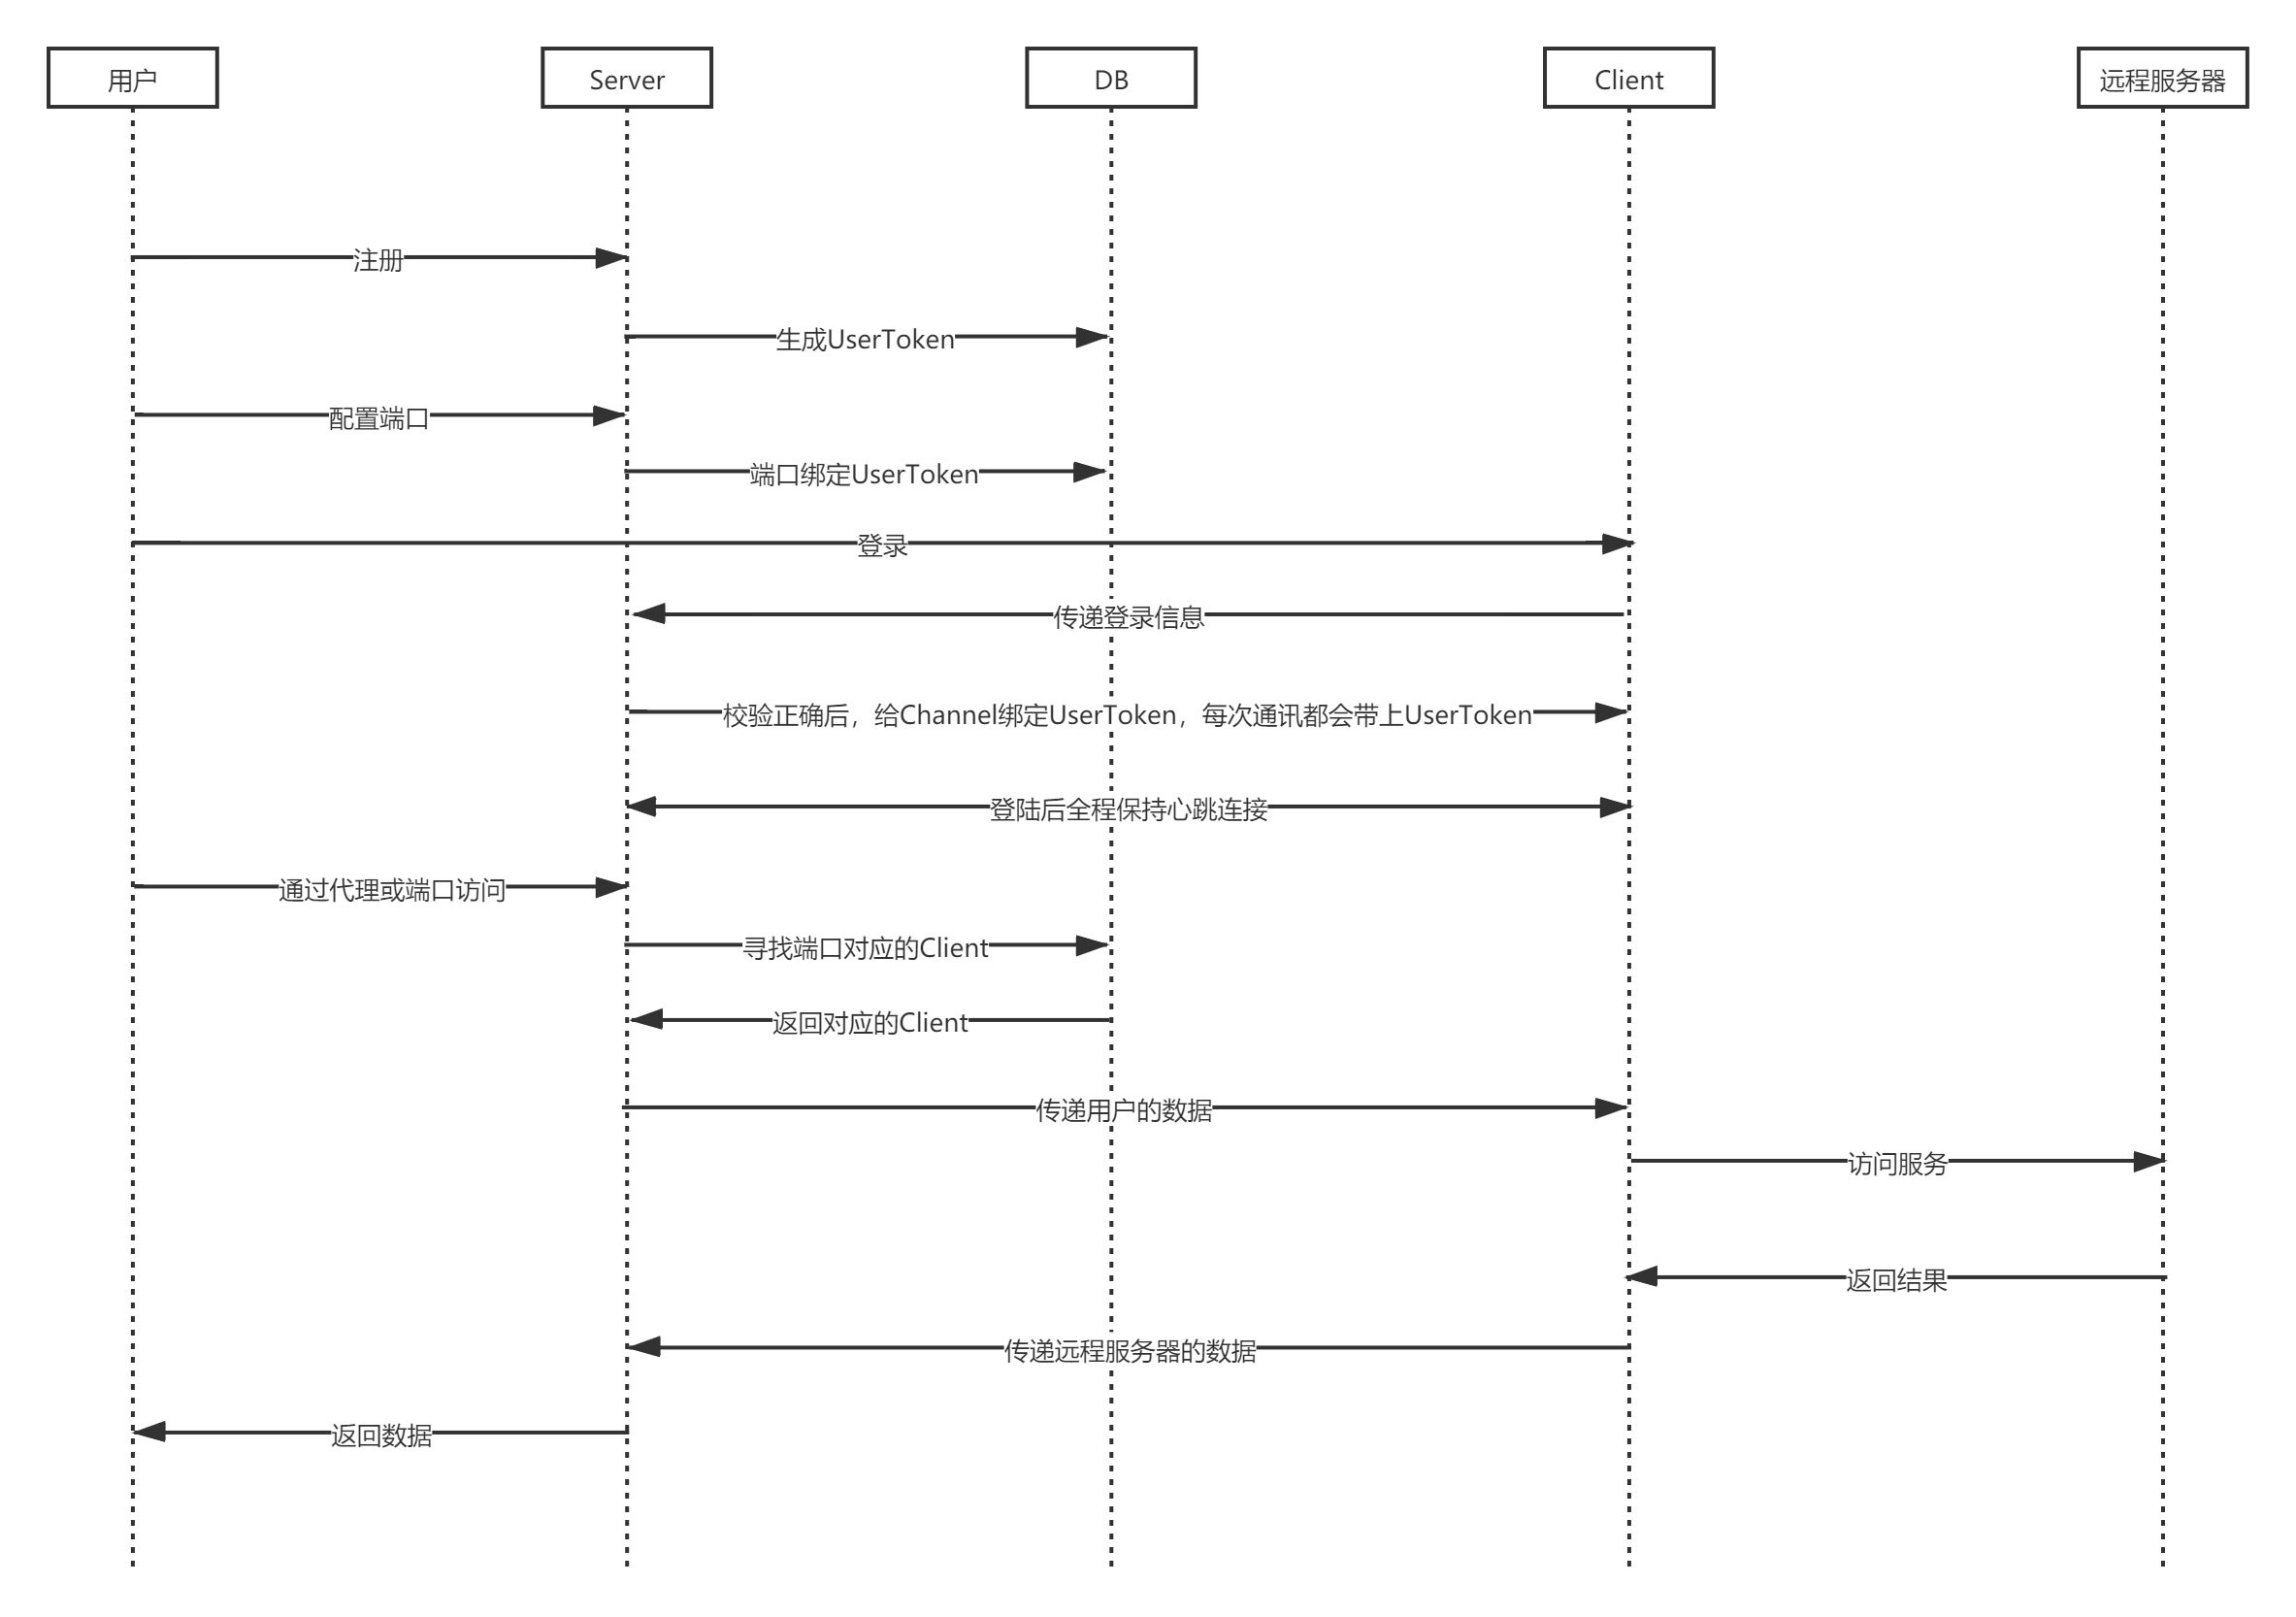 用户
Server
DB
Client
远程服务器
注册
生成UserToken
配置端口
端口绑定UserToken
登录
传递登录信息
校验正确后，给Channel绑定UserToken，每次通讯都会带上UserToken
登陆后全程保持心跳连接
通过代理或端口访问
寻找端口对应的Client
返回对应的Client
传递用户的数据
访问服务
返回结果
传递远程服务器的数据
返回数据